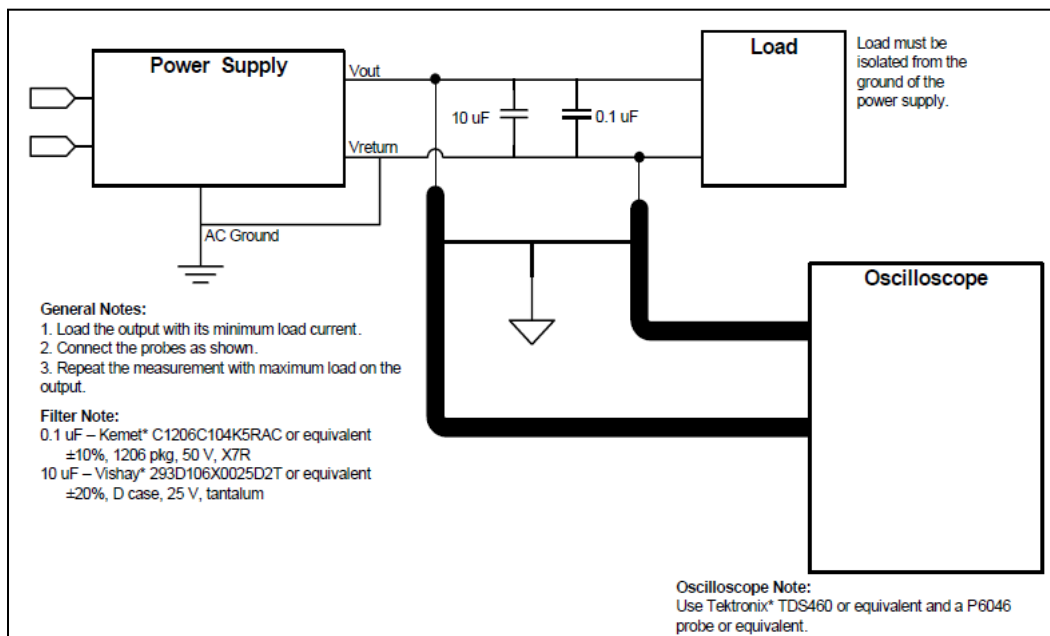 Power Supply
Vout
Vreturn
AC Ground
10 uF
0.1 uF
Load
Load must be
isolated from the
ground of the
power supply.
Oscilloscope
General Notes:
1. Load the output with its minimum load current.
2. Connect the probes as shown.
3. Repeat the measurement with maximum load on the
output.
Filter Note:
0.1 uF – Kemet* C1206C104K5RAC or equivalent
±10%, 1206 pkg, 50 V, X7R
10 uF – Vishay* 293D106X0025D2T or equivalent
±20%, D case, 25 V, tantalum
Oscilloscope Note:
Use Tektronix* TDS460 or equivalent and a P6046
probe or equivalent.